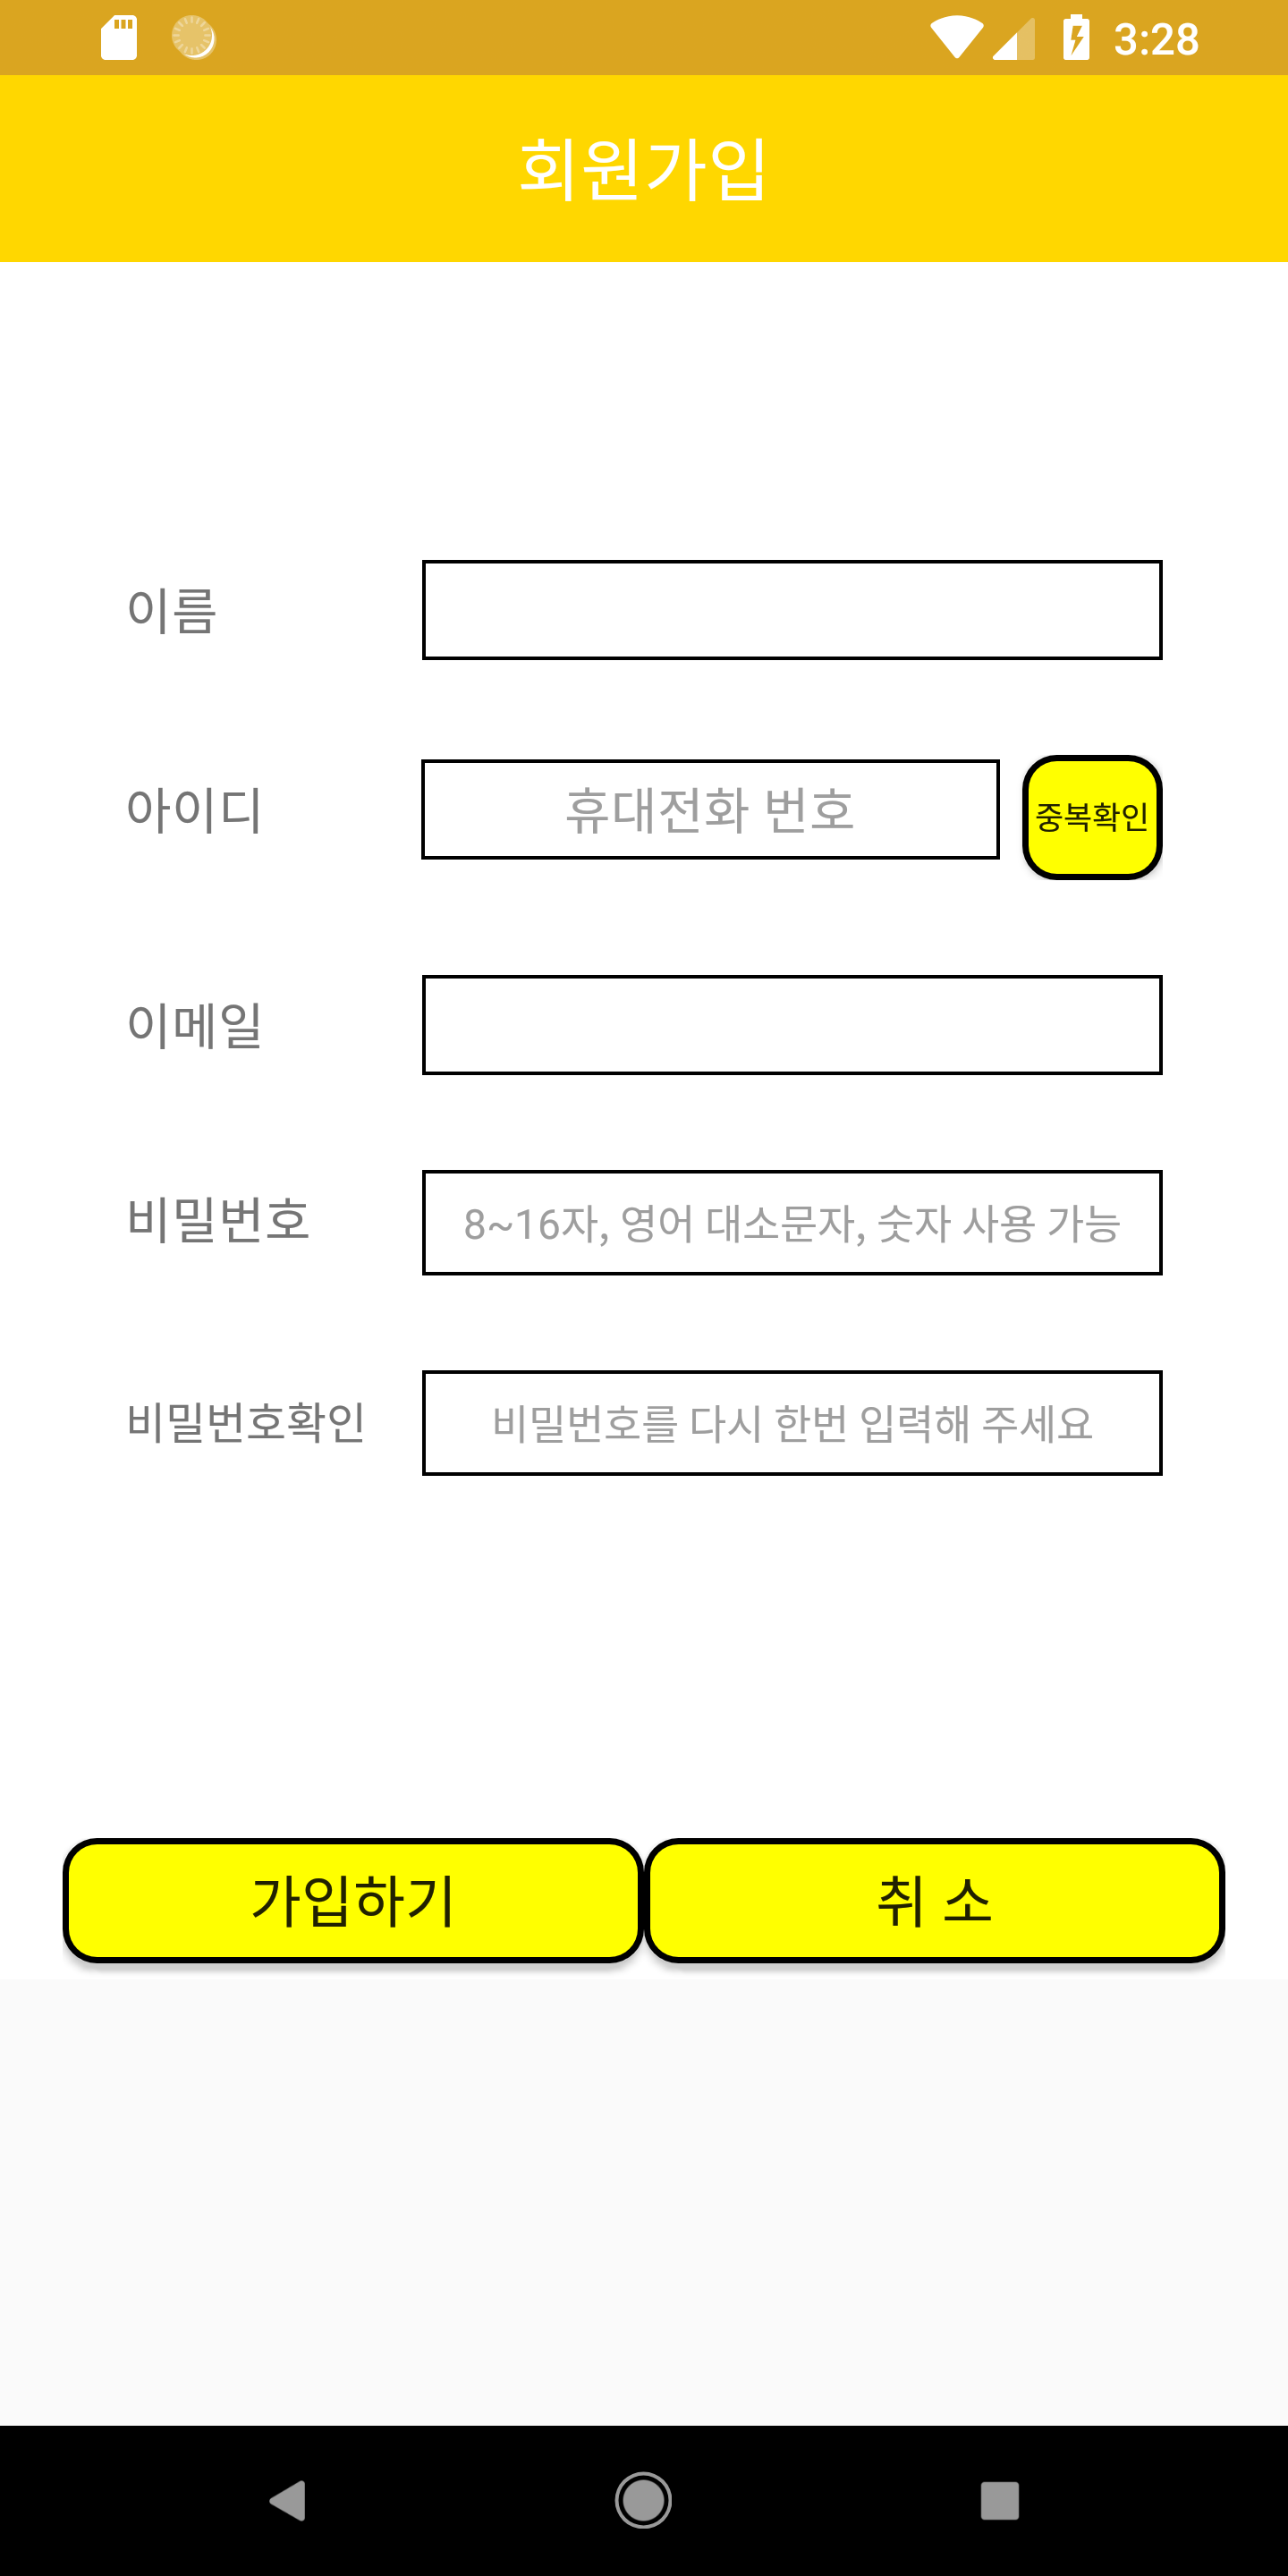 3:28
회원가입
이름
아이디 휴대전화 번호 중복확인
이메일
비밀번호 8~16자, 영어 대소문자, 숫자 사용 가능
비밀번호확인 비밀번호를 다시 한번 입력해 주세요
가입하기 취 소